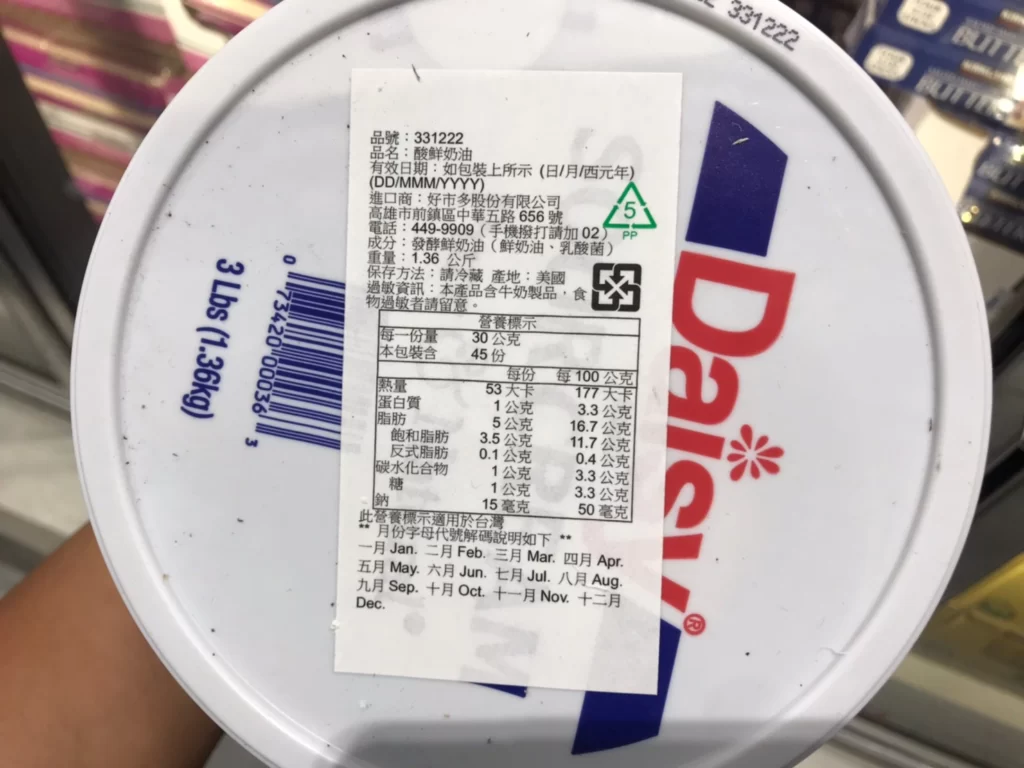 331222
品號：331222
品名：酸鮮奶油
有效日期：如包裝上所示 (日/月/西元年)
(DD/MMM/YYYY)
進口商：好市多股份有限公司
高雄市前鎮區中華五路 656 號
電話：449-9909（手機撥打請加 02）
成分：發酵鮮奶油（鮮奶油、乳酸菌）
重量：1.36 公斤
保存方法：請冷藏 產地：美國
過敏資訊：本產品含牛奶製品，食
物過敏者請留意。
5
PP
營養標示
每一份量 30 公克
本包裝含 45 份
每份 每 100 公克
熱量 53 大卡 177 大卡
蛋白質 1 公克 3.3 公克
脂肪 5 公克 16.7 公克
飽和脂肪 3.5 公克 11.7 公克
反式脂肪 0.1 公克 0.4 公克
碳水化合物 1 公克 3.3 公克
糖 1 公克 3.3 公克
鈉 15 毫克 50 毫克
此營養標示適用於台灣
** 月份字母代號解碼說明如下 **
一月 Jan. 二月 Feb. 三月 Mar. 四月 Apr.
五月 May. 六月 Jun. 七月 Jul. 八月 Aug.
九月 Sep. 十月 Oct. 十一月 Nov. 十二月
Dec.
Daisy®
3 Lbs (1.36kg)
0 73420 00036 3
BUTT
BUTT